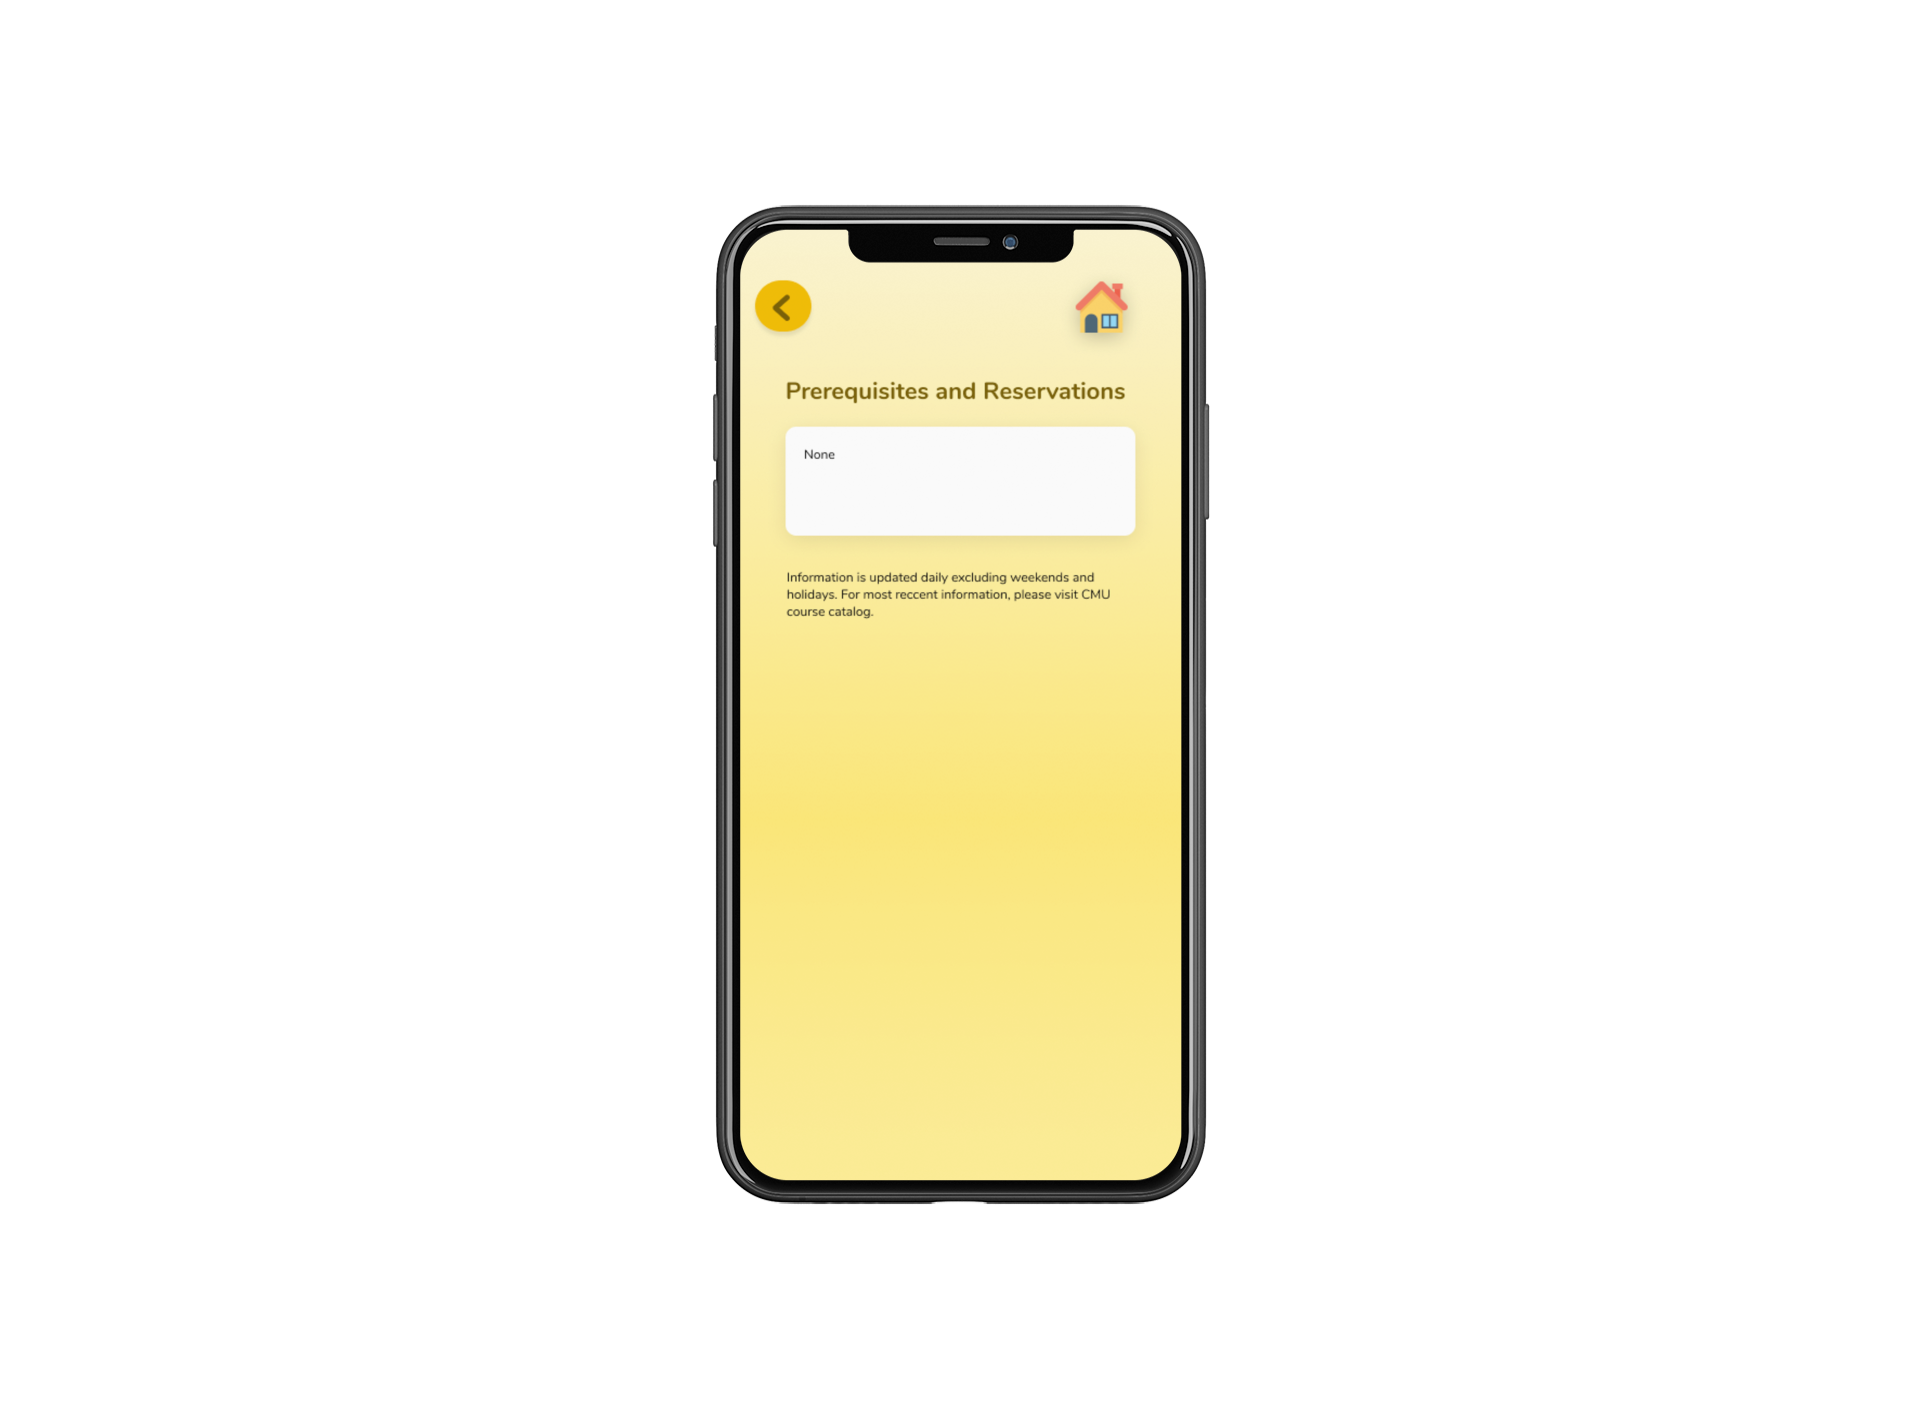 Prerequisites and Reservations
None
Information is updated daily excluding weekends and
holidays. For most reccent information, please visit CMU
course catalog.